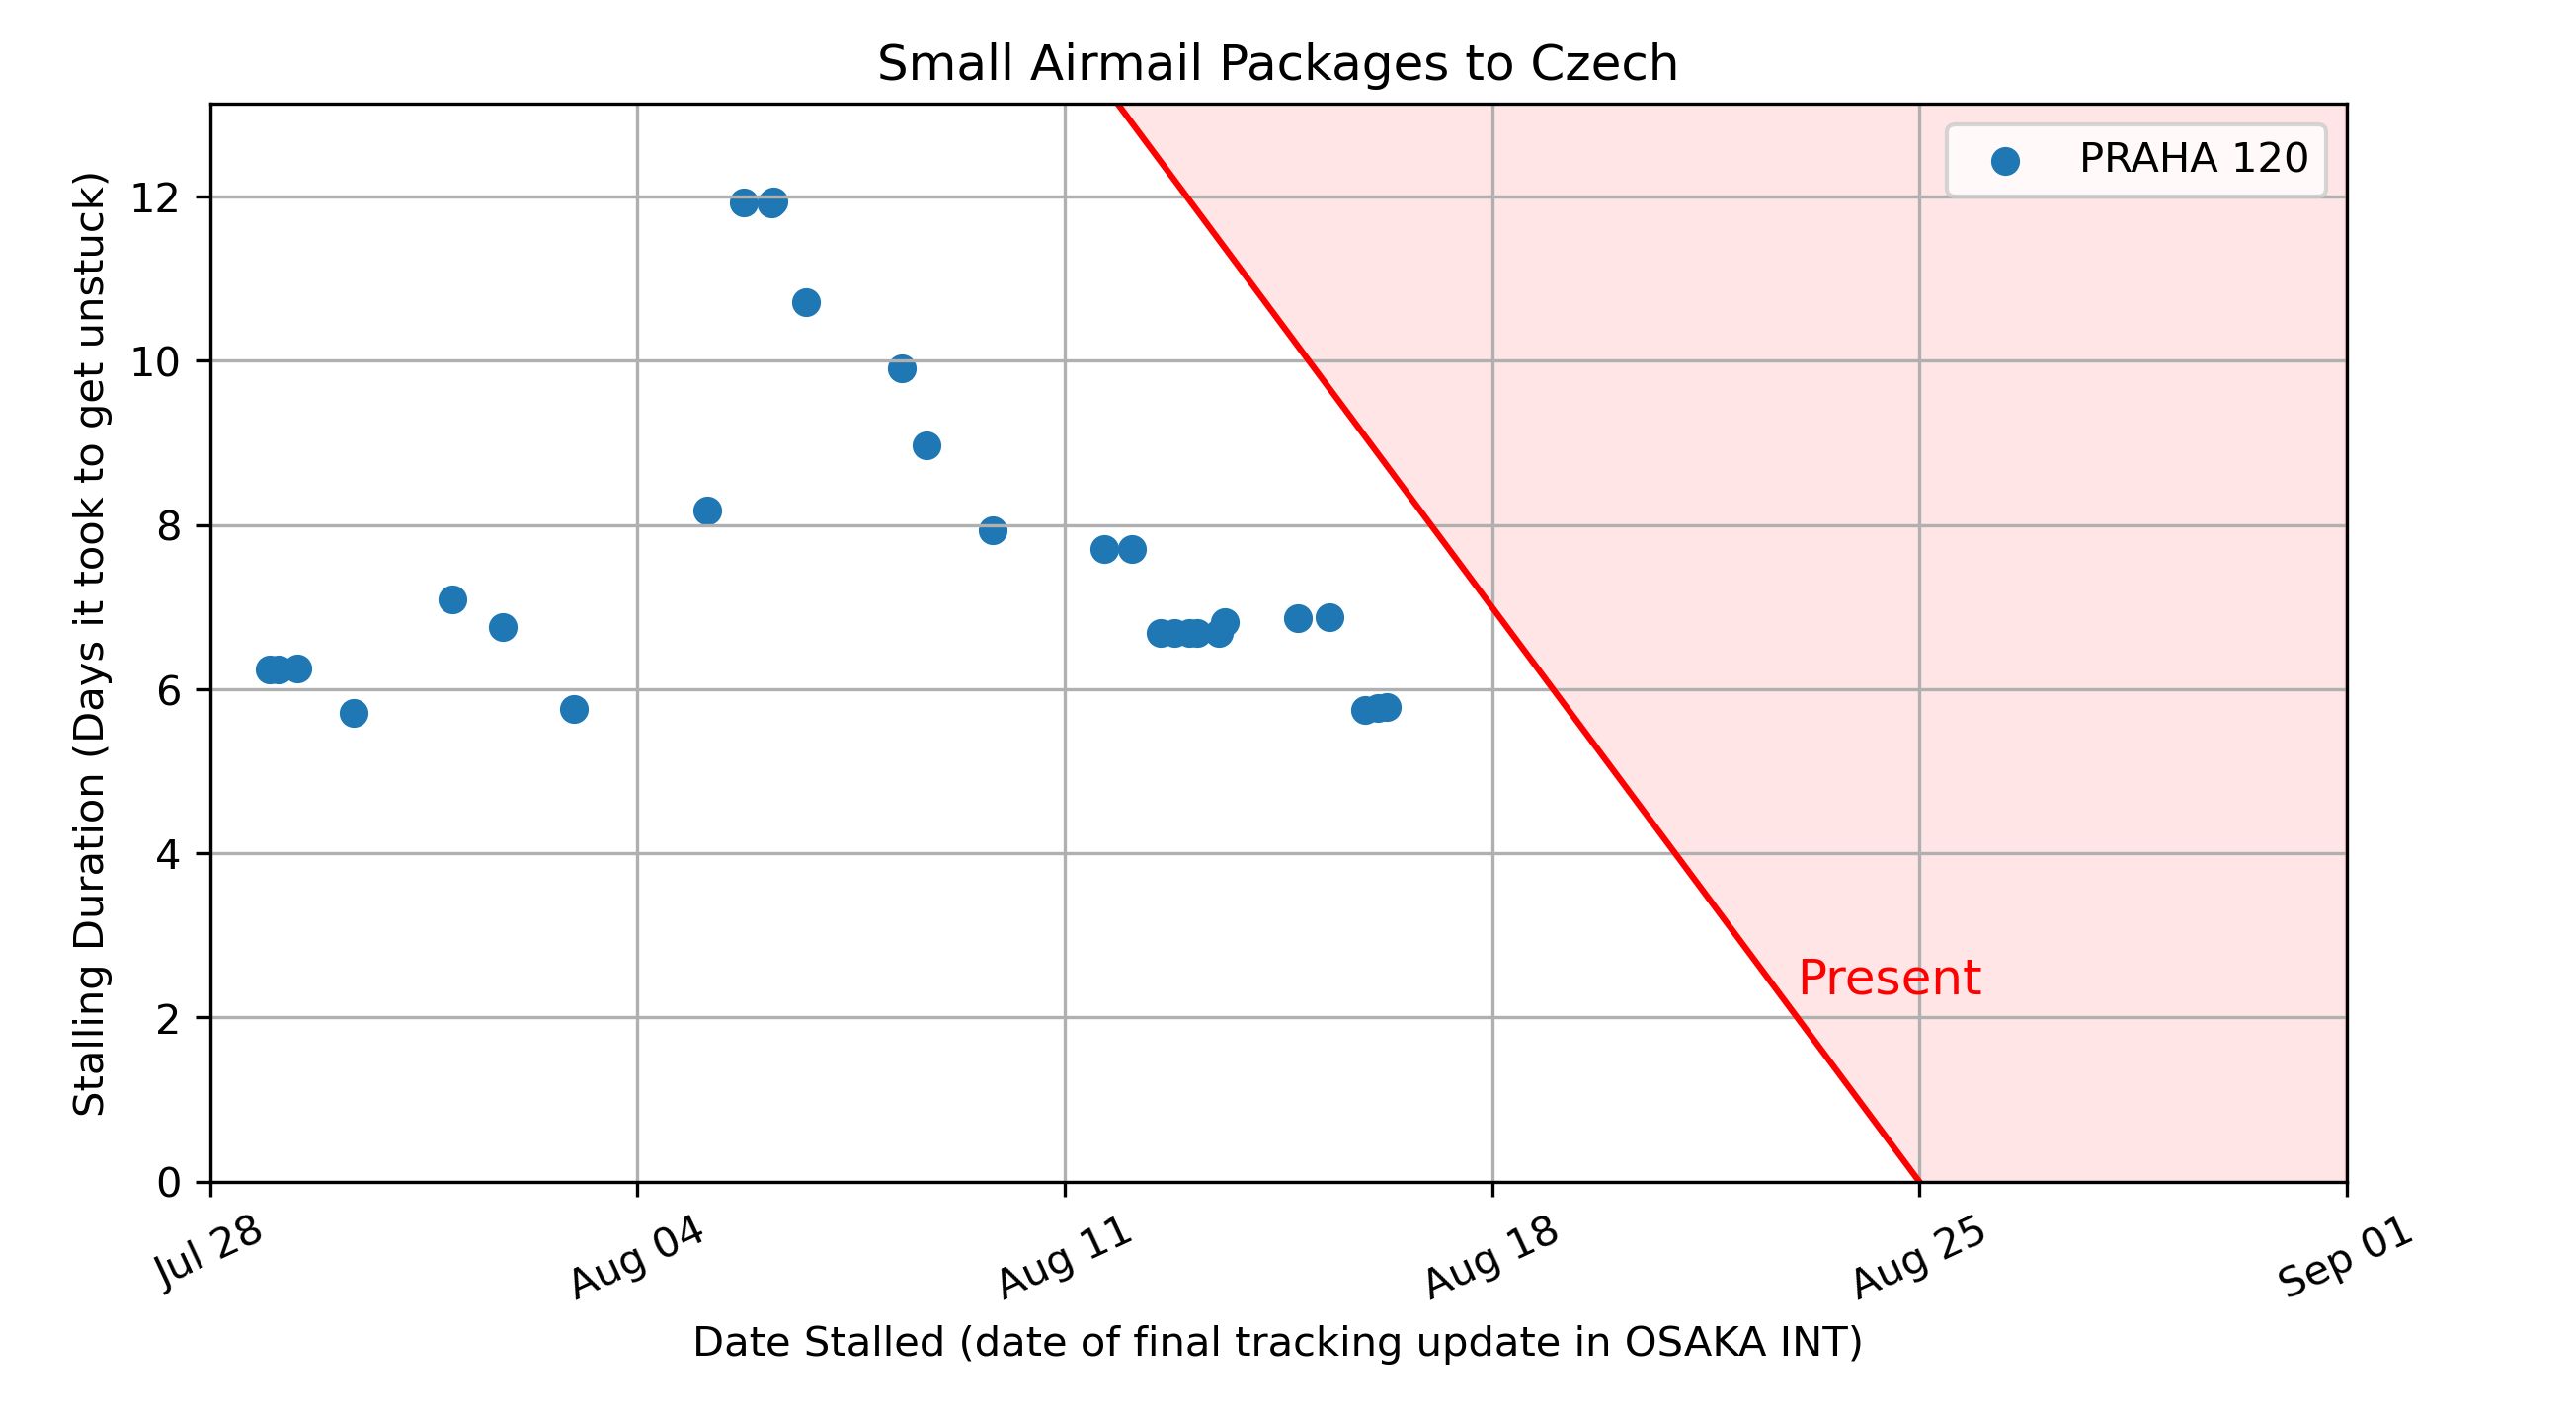 Small Airmail Packages to Czech
PRAHA 120
Stalling Duration (Days it took to get unstuck)
12
10
8
6
4
2
0
Present
Jul 28
Aug 04
Aug 11
Aug 18
Aug 25
Sep 01
Date Stalled (date of final tracking update in OSAKA INT)